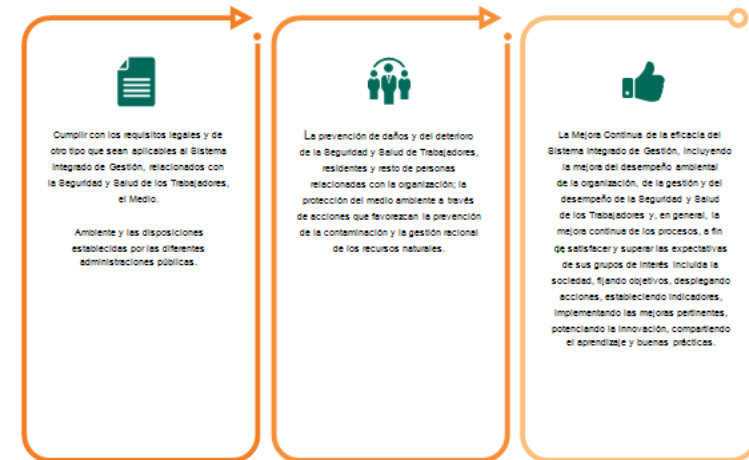 Cumplir con los requisitos legales y de
otro tipo que sean aplicables al Sistema
Integrado de Gestión, relacionados con
la Seguridad y Salud de los Trabajadores,
el Medio.
Ambiente y las disposiciones
establecidas por las diferentes
administraciones públicas.
La prevención de daños y del deterioro
de la Seguridad y Salud de Trabajadores,
residentes y resto de personas
relacionadas con la organización; la
protección del medio ambiente a través
de acciones que favorezcan la prevención
de la contaminación y la gestión racional
de los recursos naturales.
La Mejora Continua de la eficacia del
Sistema Integrado de Gestión, incluyendo
la mejora del desempeño ambiental
de la organización, de la gestión y del
desempeño de la Seguridad y Salud
de los Trabajadores y, en general, la
mejora continua de los procesos, a fin
de satisfacer y superar las expectativas
de sus grupos de interés incluida la
sociedad, fijando objetivos, desplegando
acciones, estableciendo indicadores,
implementando las mejoras pertinentes,
potenciando la innovación, compartiendo
el aprendizaje y buenas prácticas.